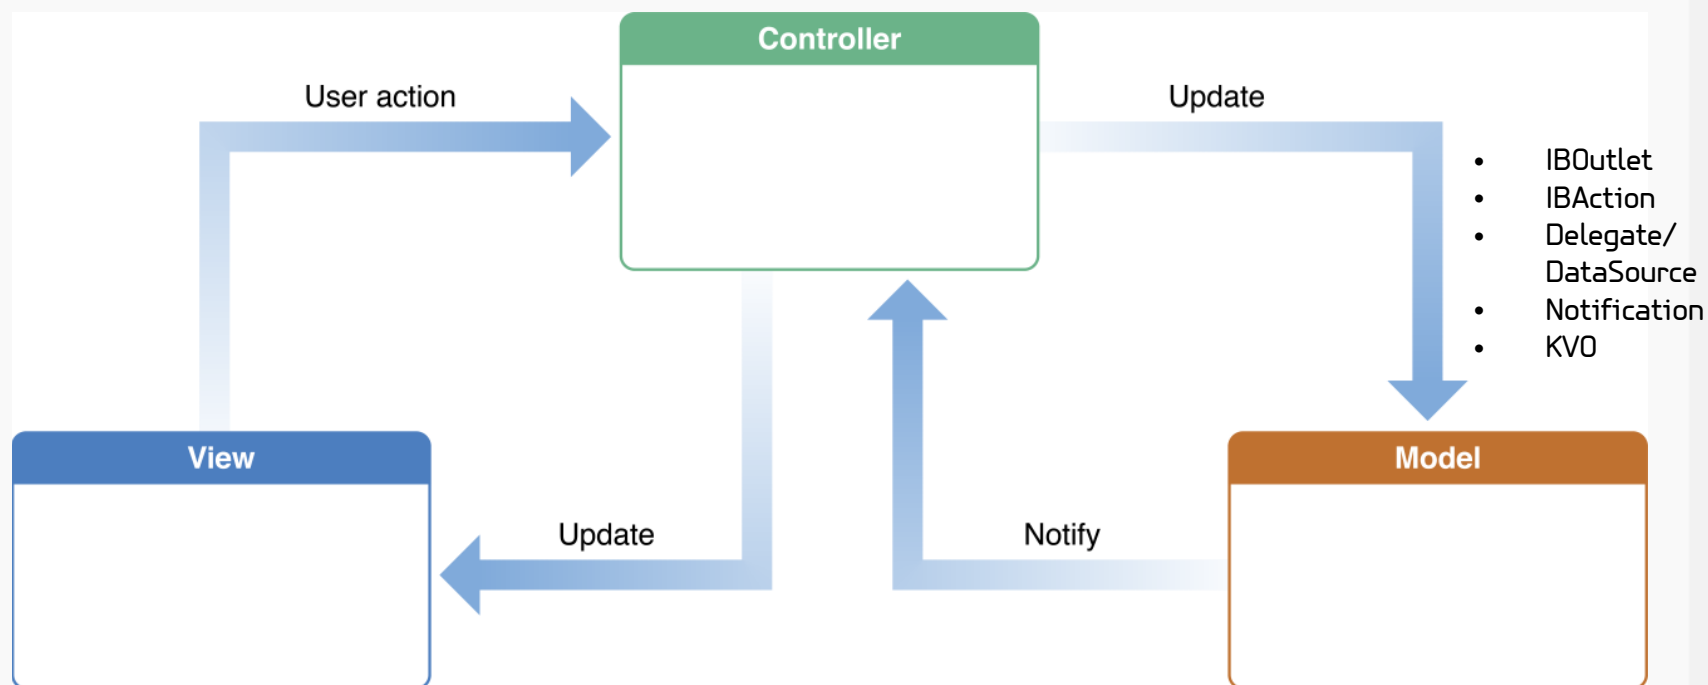 Controller
User action
Update
• IBOutlet
• IBAction
• Delegate/
DataSource
• Notification
• KVO
View
Model
Update
Notify